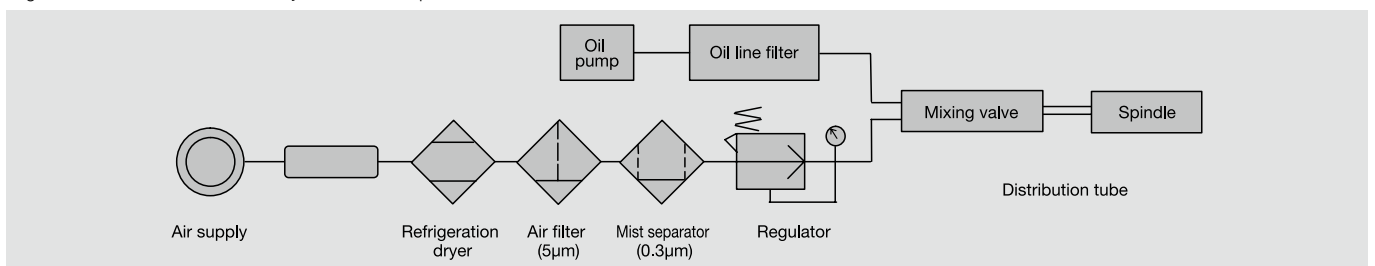 Oil
pump
Oil line filter
Mixing valve
Spindle
Distribution tube
Air supply
Refrigeration
dryer
Air filter
(5μm)
Mist separator
(0.3μm)
Regulator